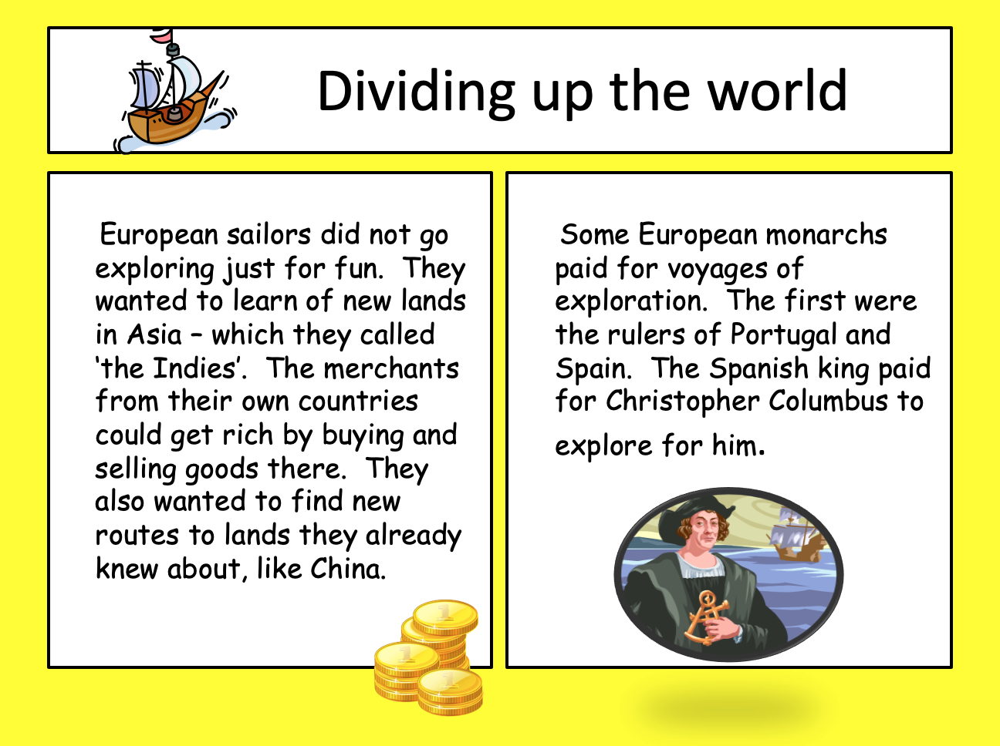 Dividing up the world
European sailors did not go
exploring just for fun.  They
wanted to learn of new lands
in Asia – which they called
‘the Indies’.  The merchants
from their own countries
could get rich by buying and
selling goods there.  They
also wanted to find new
routes to lands they already
knew about, like China.
1
1
1
Some European monarchs
paid for voyages of
exploration.  The first were
the rulers of Portugal and
Spain.  The Spanish king paid
for Christopher Columbus to
explore for him.